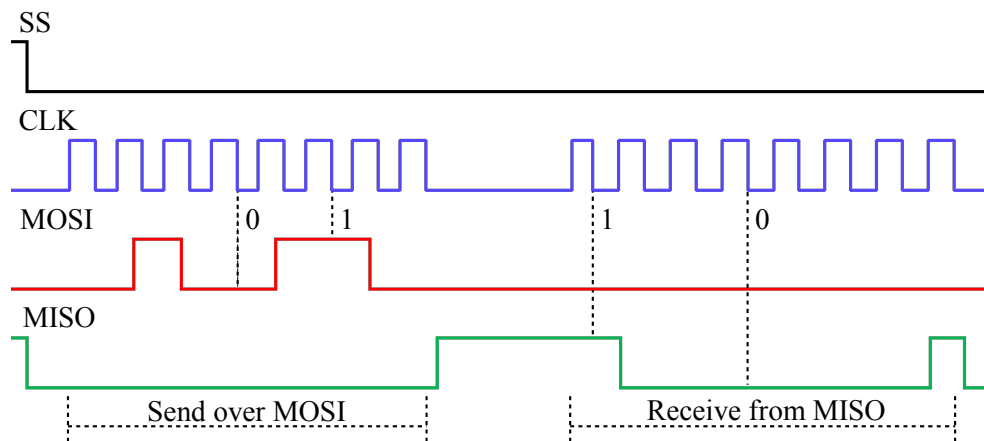 SS
CLK
MOSI
0
1
1
0
MISO
Send over MOSI
Receive from MISO